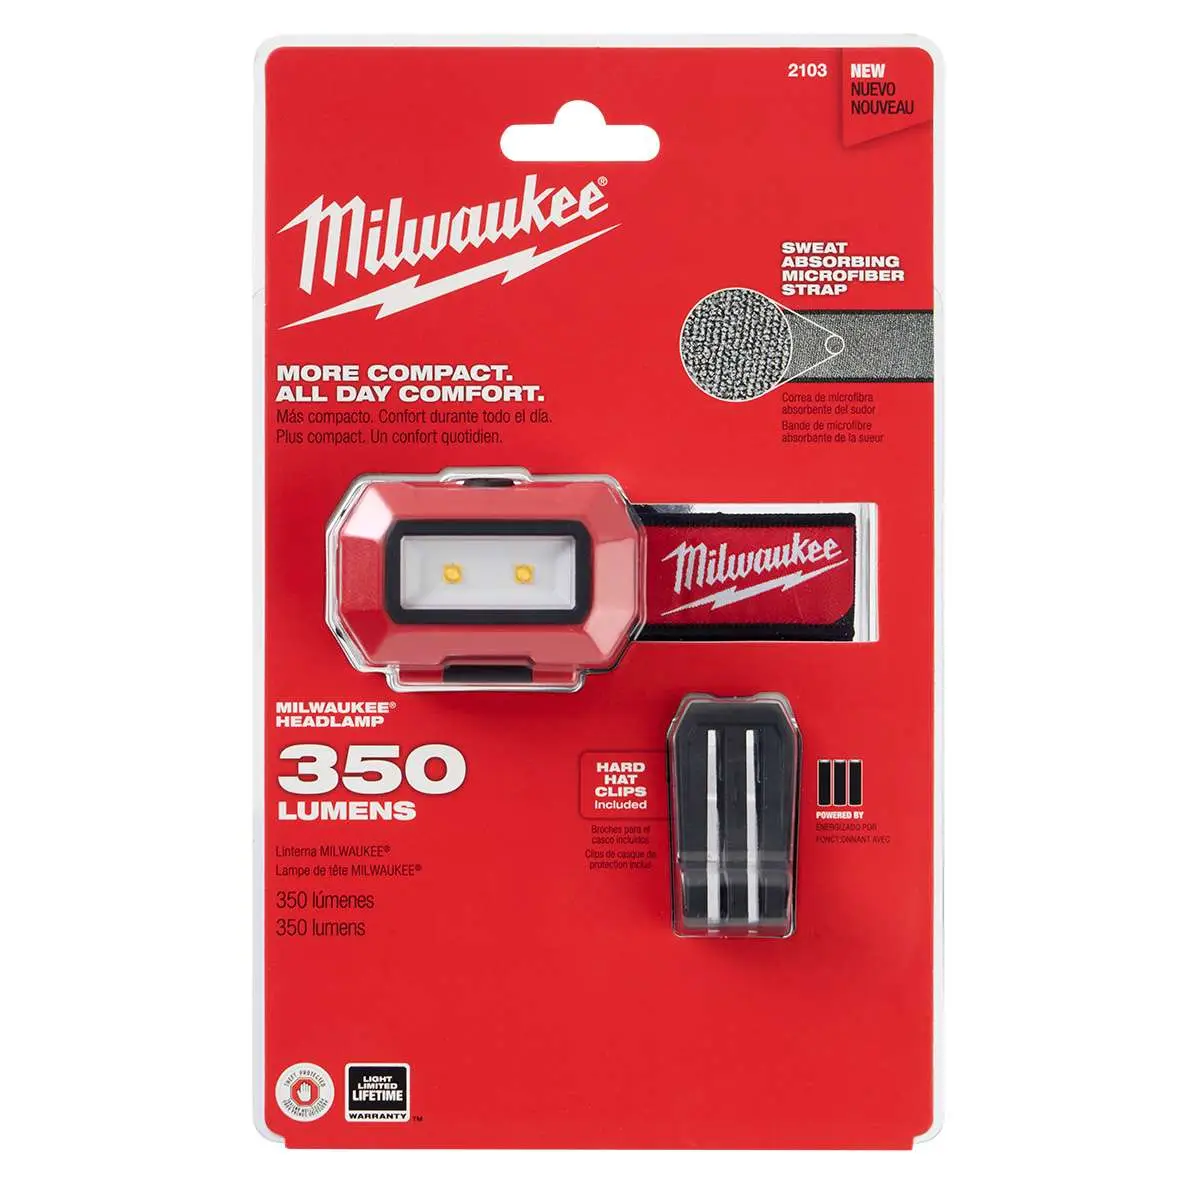 2103
NEW
NUEVO
NOUVEAU
Milwaukee®
SWEAT
ABSORBING
MICROFIBER
STRAP
MORE COMPACT.
ALL DAY COMFORT.
Más compacto. Confort durante todo el día.
Plus compact. Un confort quotidien.
Correa de microfibra
absorbente del sudor
Bande de microfibre
absorbante de la sueur
Milwaukee
MILWAUKEE®
HEADLAMP
350
LUMENS
HARD
HAT
CLIPS
Included
Broches para el
casco incluidos
Clips de casque de
protection inclus
POWERED BY
ENERGIZADO POR
FONCTIONNANT AVEC
Linterna MILWAUKEE®
Lampe de tête MILWAUKEE®
350 lúmenes
350 lumens
THEFT PROTECTED
LIGHT
LIMITED
LIFETIME
WARRANTY
TM